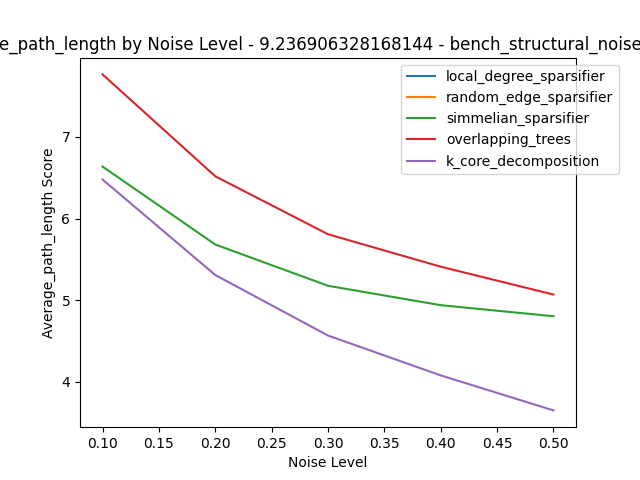 e_path_length by Noise Level - 9.236906328168144 - bench_structural_noise
local_degree_sparsifier
random_edge_sparsifier
simmelian_sparsifier
overlapping_trees
k_core_decomposition
Average_path_length Score
7
6
5
4
0.10 0.15 0.20 0.25 0.30 0.35 0.40 0.45 0.50
Noise Level